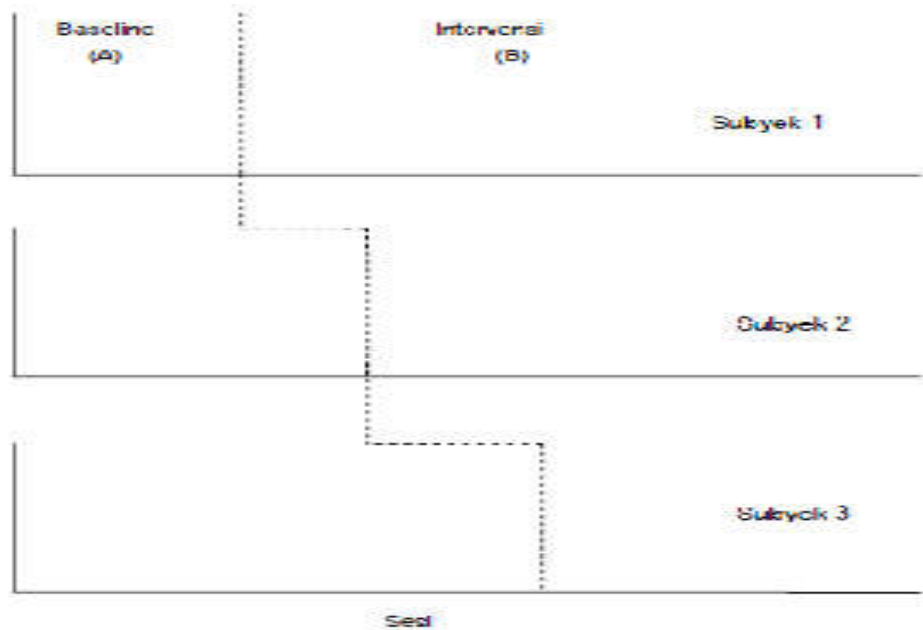 Baseline
(A)
Intervensi
(B)
Subyek 1
Subyek 2
Subyek 3
Sesi